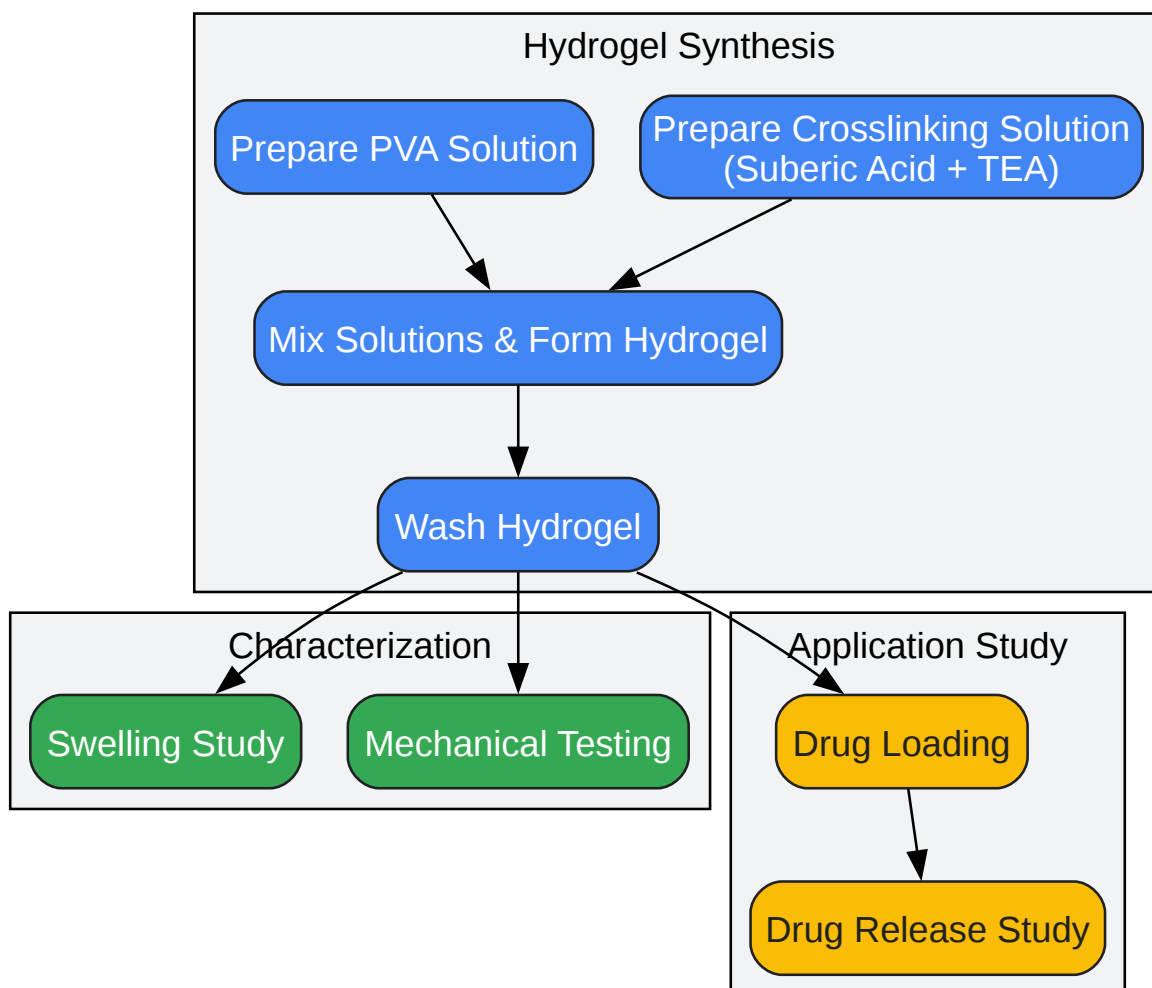 Hydrogel Synthesis
Prepare PVA Solution
Prepare Crosslinking Solution
(Suberic Acid + TEA)
Mix Solutions & Form Hydrogel
Wash Hydrogel
Characterization
Application Study
Swelling Study
Mechanical Testing
Drug Loading
Drug Release Study